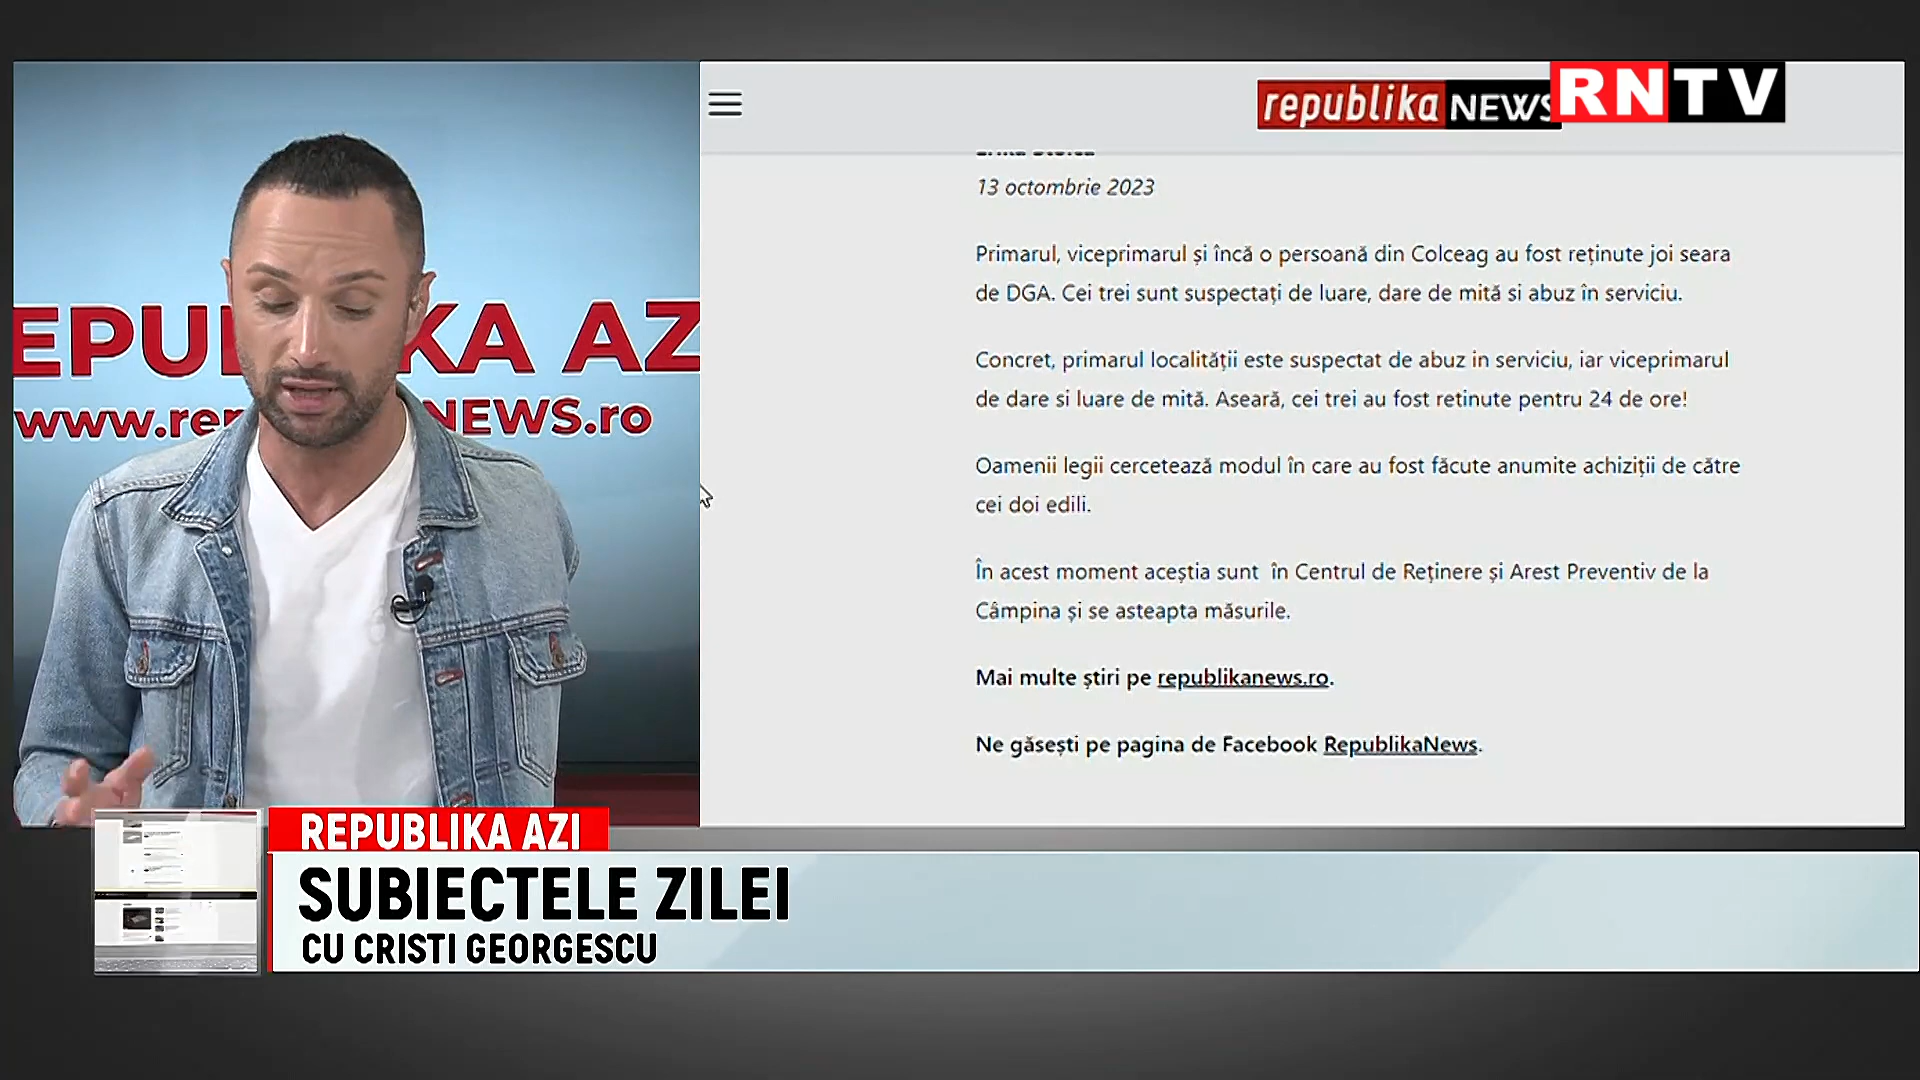 EPU KA AZ
www.rep NEWS.ro
republika NEWS
RNTV
13 octombrie 2023
Primarul, viceprimarul și încă o persoană din Colceag au fost reținute joi seara
de DGA. Cei trei sunt suspectați de luare, dare de mită si abuz în serviciu.
Concret, primarul localității este suspectat de abuz in serviciu, iar viceprimarul
de dare si luare de mită. Aseară, cei trei au fost retinute pentru 24 de ore!
Oamenii legii cercetează modul în care au fost făcute anumite achiziții de către
cei doi edili.
În acest moment aceștia sunt în Centrul de Reținere și Arest Preventiv de la
Câmpina și se asteapta măsurile.
Mai multe știri pe republikanews.ro.
Ne găsești pe pagina de Facebook RepublikaNews.
REPUBLIKA AZI
SUBIECTELE ZILEI
CU CRISTI GEORGESCU